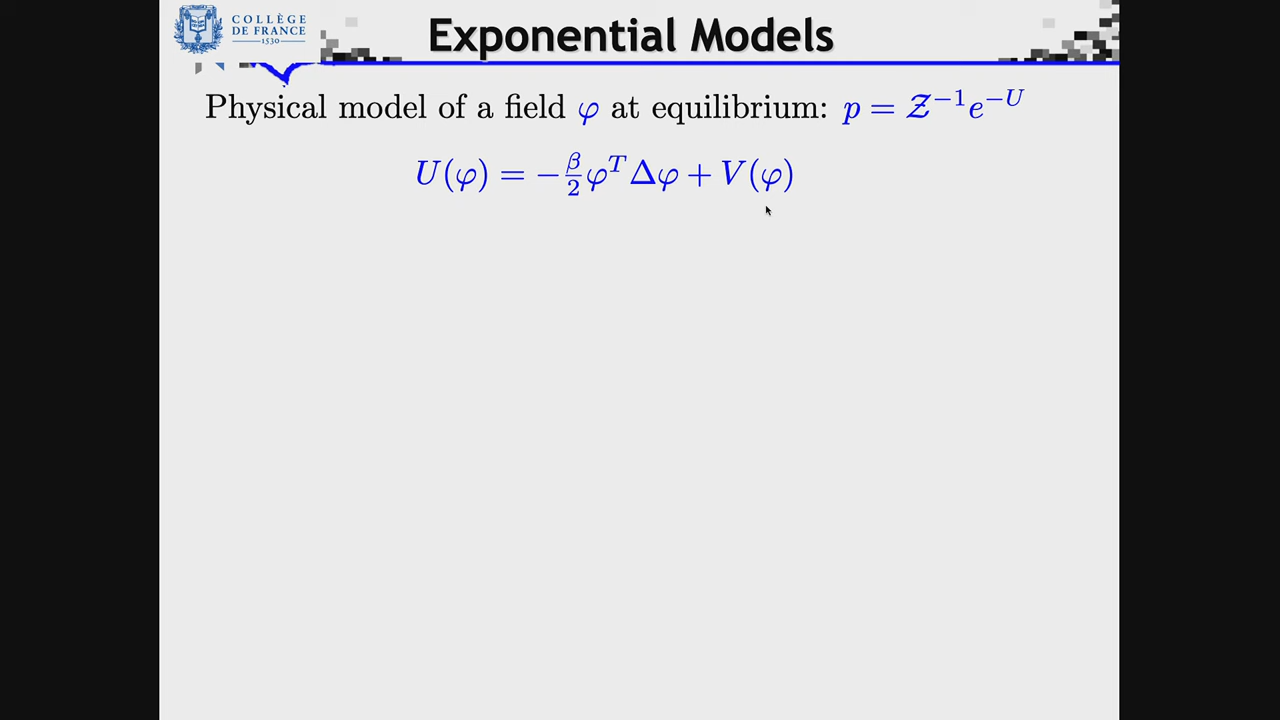 COLLÈGE
DE FRANCE
1530
Exponential Models
Physical model of a field φ at equilibrium: p = Z⁻¹e⁻ᵁ
U(φ) = −β/2 φᵀΔφ + V(φ)